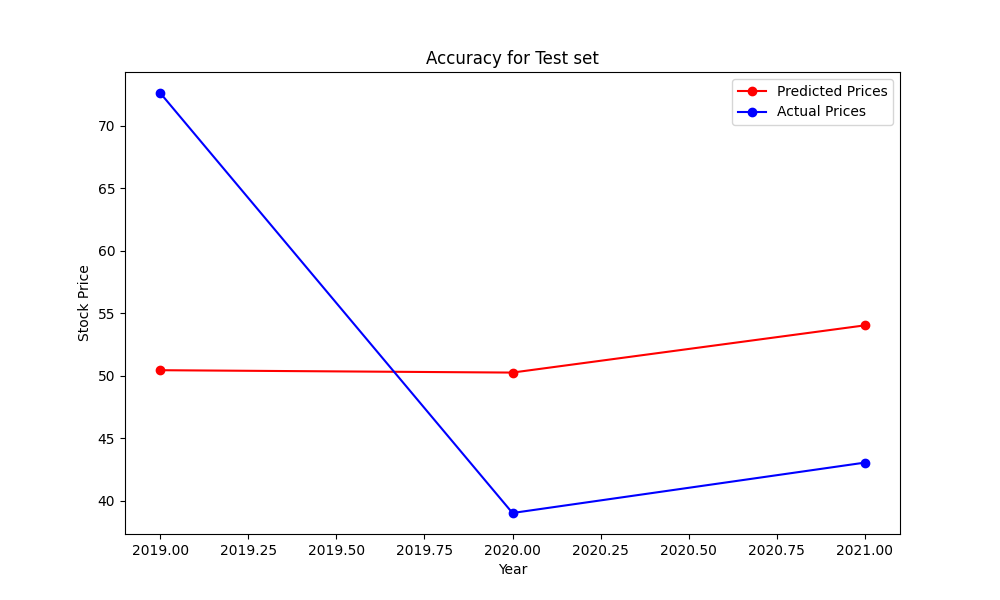 Accuracy for Test set
Predicted Prices
Actual Prices
Stock Price
70
65
60
55
50
45
40
2019.00 2019.25 2019.50 2019.75 2020.00 2020.25 2020.50 2020.75 2021.00
Year